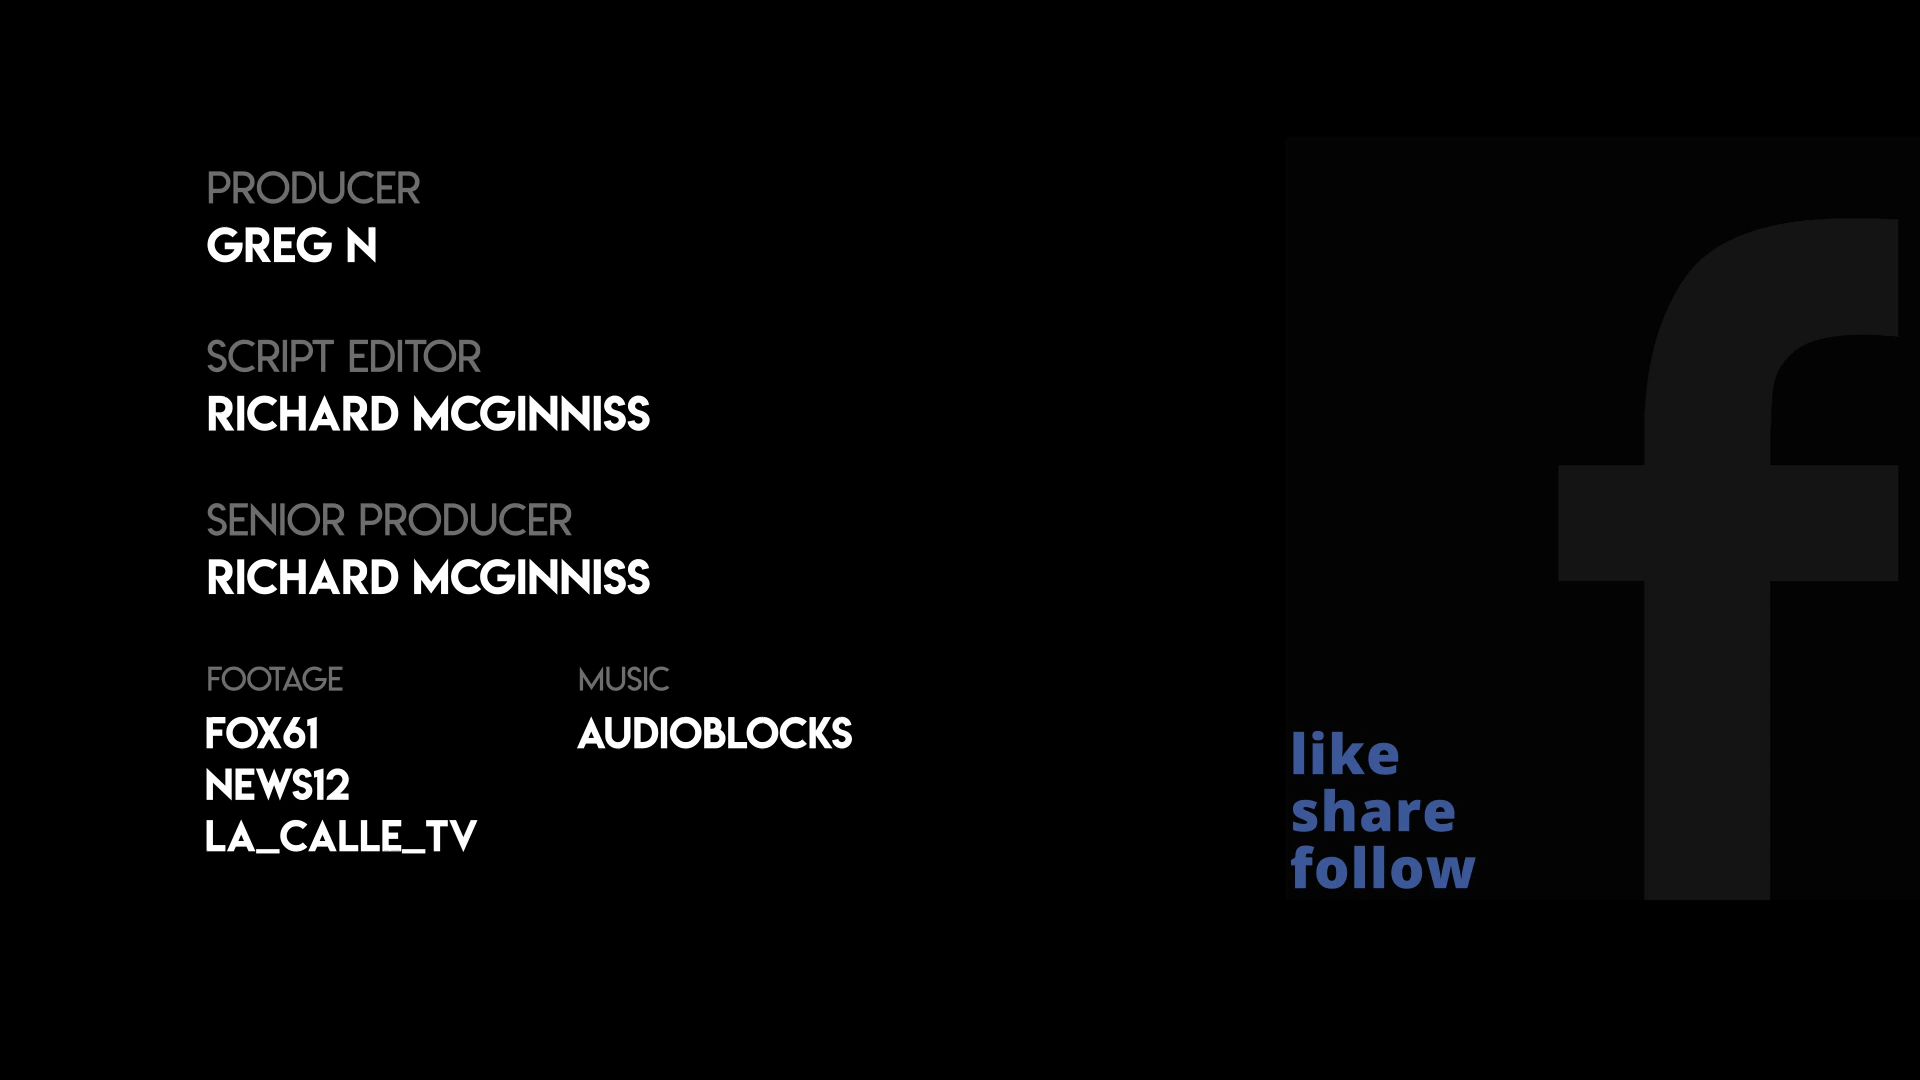 PRODUCER
GREG N
SCRIPT EDITOR
RICHARD MCGINNISS
SENIOR PRODUCER
RICHARD MCGINNISS
FOOTAGE
FOX61
NEWS12
LA_CALLE_TV
MUSIC
AUDIOBLOCKS
f
like
share
follow